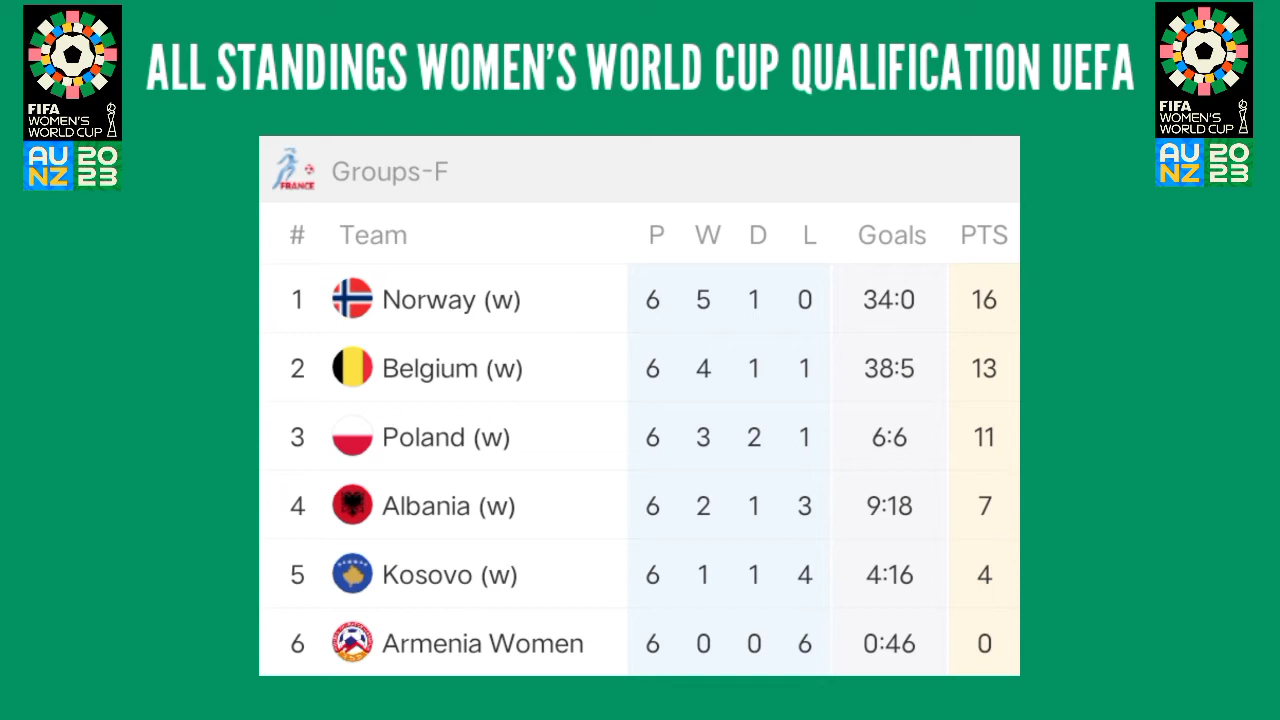 ALL STANDINGS WOMEN'S WORLD CUP QUALIFICATION UEFA
FIFA
WOMEN'S
WORLD CUP
AU 20
NZ 23
FIFA
WOMEN'S
WORLD CUP
AU 20
NZ 23
FRANCE Groups-F
# Team P W D L Goals PTS
1 Norway (w) 6 5 1 0 34:0 16
2 Belgium (w) 6 4 1 1 38:5 13
3 Poland (w) 6 3 2 1 6:6 11
4 Albania (w) 6 2 1 3 9:18 7
5 Kosovo (w) 6 1 1 4 4:16 4
6 Armenia Women 6 0 0 6 0:46 0